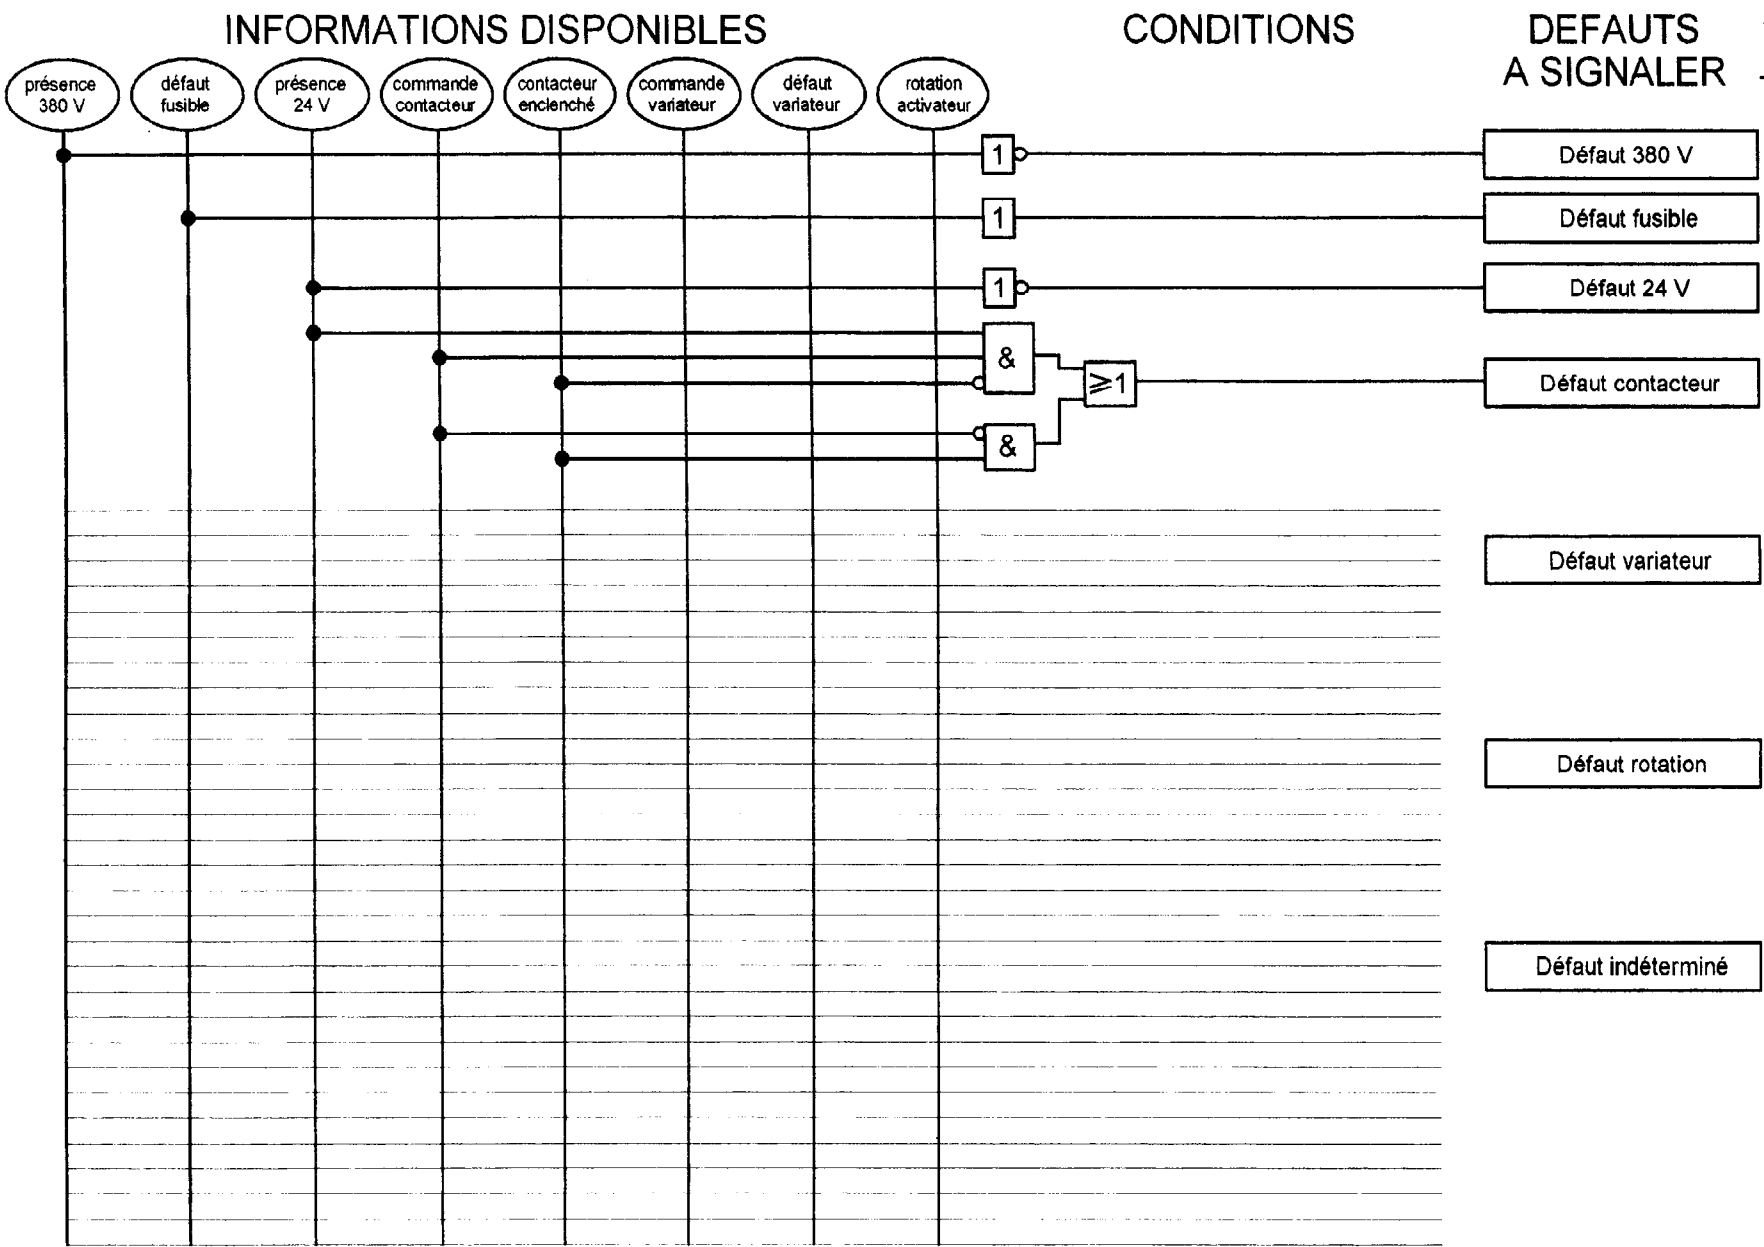 INFORMATIONS DISPONIBLES
CONDITIONS
DEFAUTS
A SIGNALER
présence
380 V
défaut
fusible
présence
24 V
commande
contacteur
contacteur
enclenché
commande
variateur
défaut
variateur
rotation
activateur
1
Défaut 380 V
1
Défaut fusible
1
Défaut 24 V
&
≥1
Défaut contacteur
&
Défaut variateur
Défaut rotation
Défaut indéterminé